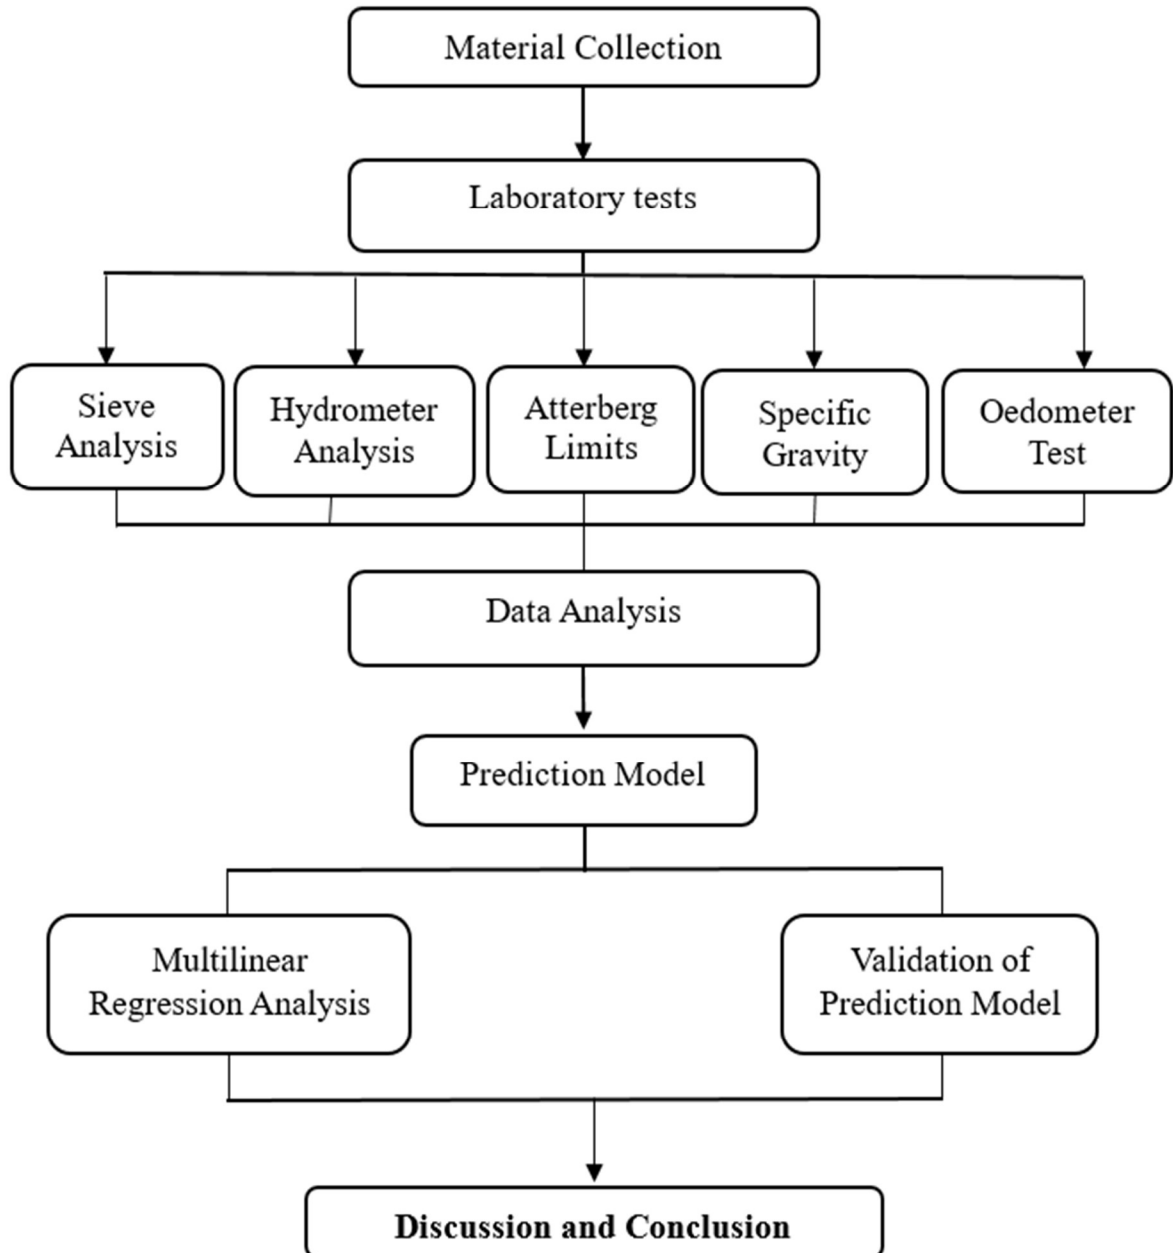 Material Collection
Laboratory tests
Sieve
Analysis
Hydrometer
Analysis
Atterberg
Limits
Specific
Gravity
Oedometer
Test
Data Analysis
Prediction Model
Multilinear
Regression Analysis
Validation of
Prediction Model
Discussion and Conclusion